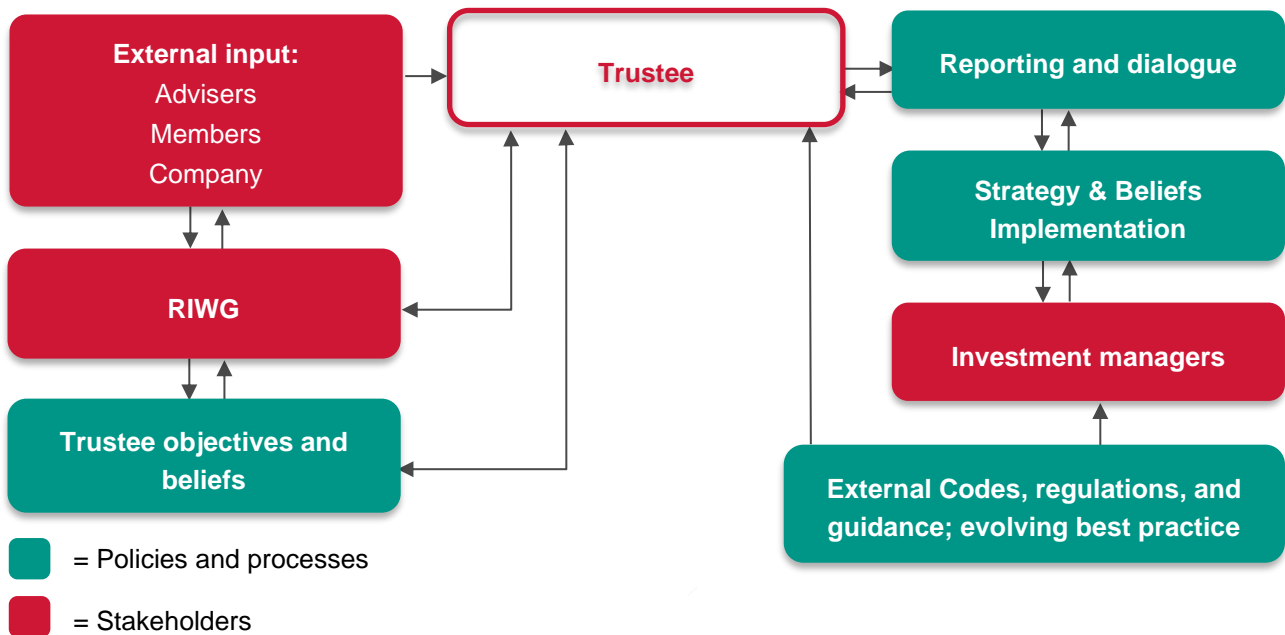 External input:
Advisers
Members
Company
Trustee
Reporting and dialogue
Strategy & Beliefs
Implementation
RIWG
Investment managers
Trustee objectives and
beliefs
External Codes, regulations, and
guidance; evolving best practice
= Policies and processes
= Stakeholders